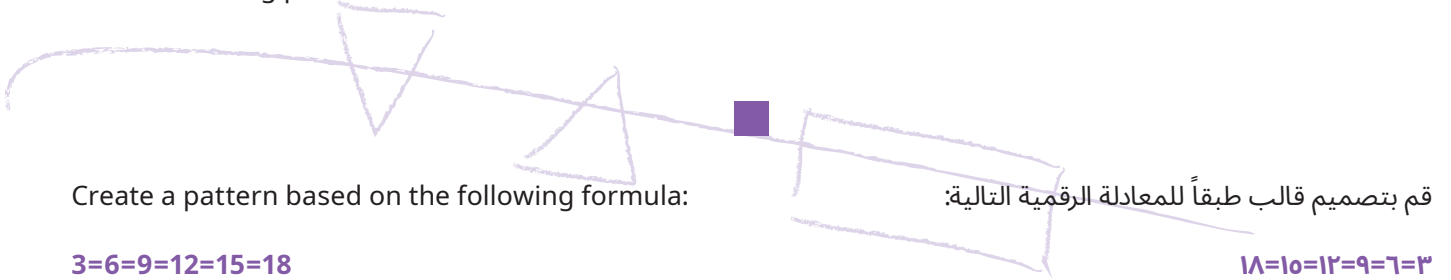 Create a pattern based on the following formula:
قم بتصميم قالب طبقاً للمعادلة الرقمية التالية:
3=6=9=12=15=18
٣=٦=٩=١٢=١٥=١٨